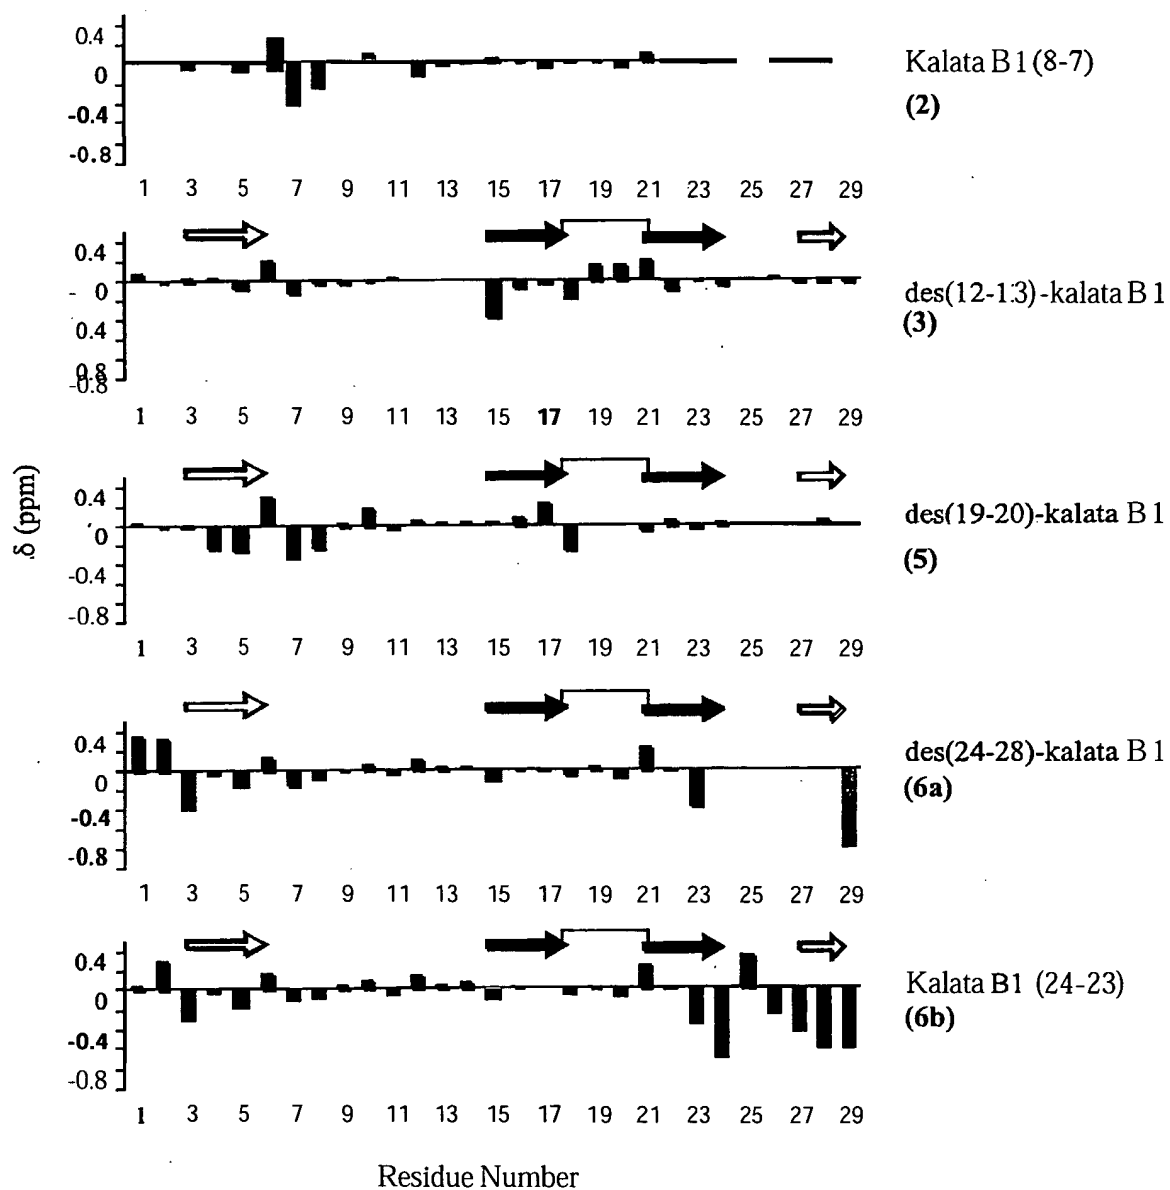 0.4
0
-0.4
-0.8
Kalata B 1 (8-7)
(2)
1 3 5 7 9 11 13 15 17 19 21 23 25 27 29
0.4
- 0
0.4
0.8
-0.8
des(12-13)-kalata B 1
(3)
1 3 5 7 9 11 13 15 17 19 21 23 25 27 29
0.4
0
-0.4
-0.8
des(19-20)-kalata B 1
(5)
1 3 5 7 9 11 13 15 17 19 21 23 25 27 29
δ (ppm)
0.4
0
-0.4
-0.8
des(24-28)-kalata B 1
(6a)
1 3 5 7 9 11 13 15 17 19 21 23 25 27 29
0.4
0
-0.4
-0.8
Kalata B1 (24-23)
(6b)
1 3 5 7 9 11 13 15 17 19 21 23 25 27 29
Residue Number